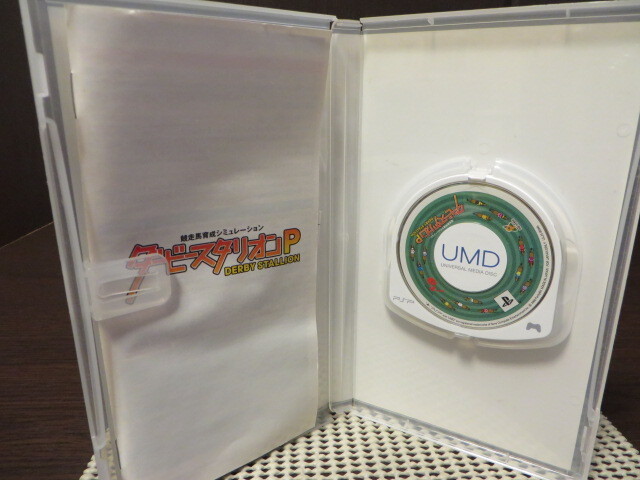 競走馬育成シミュレーション
ダービースタリオンP
DERBY STALLION
UMD
UNIVERSAL MEDIA DISC
PSP